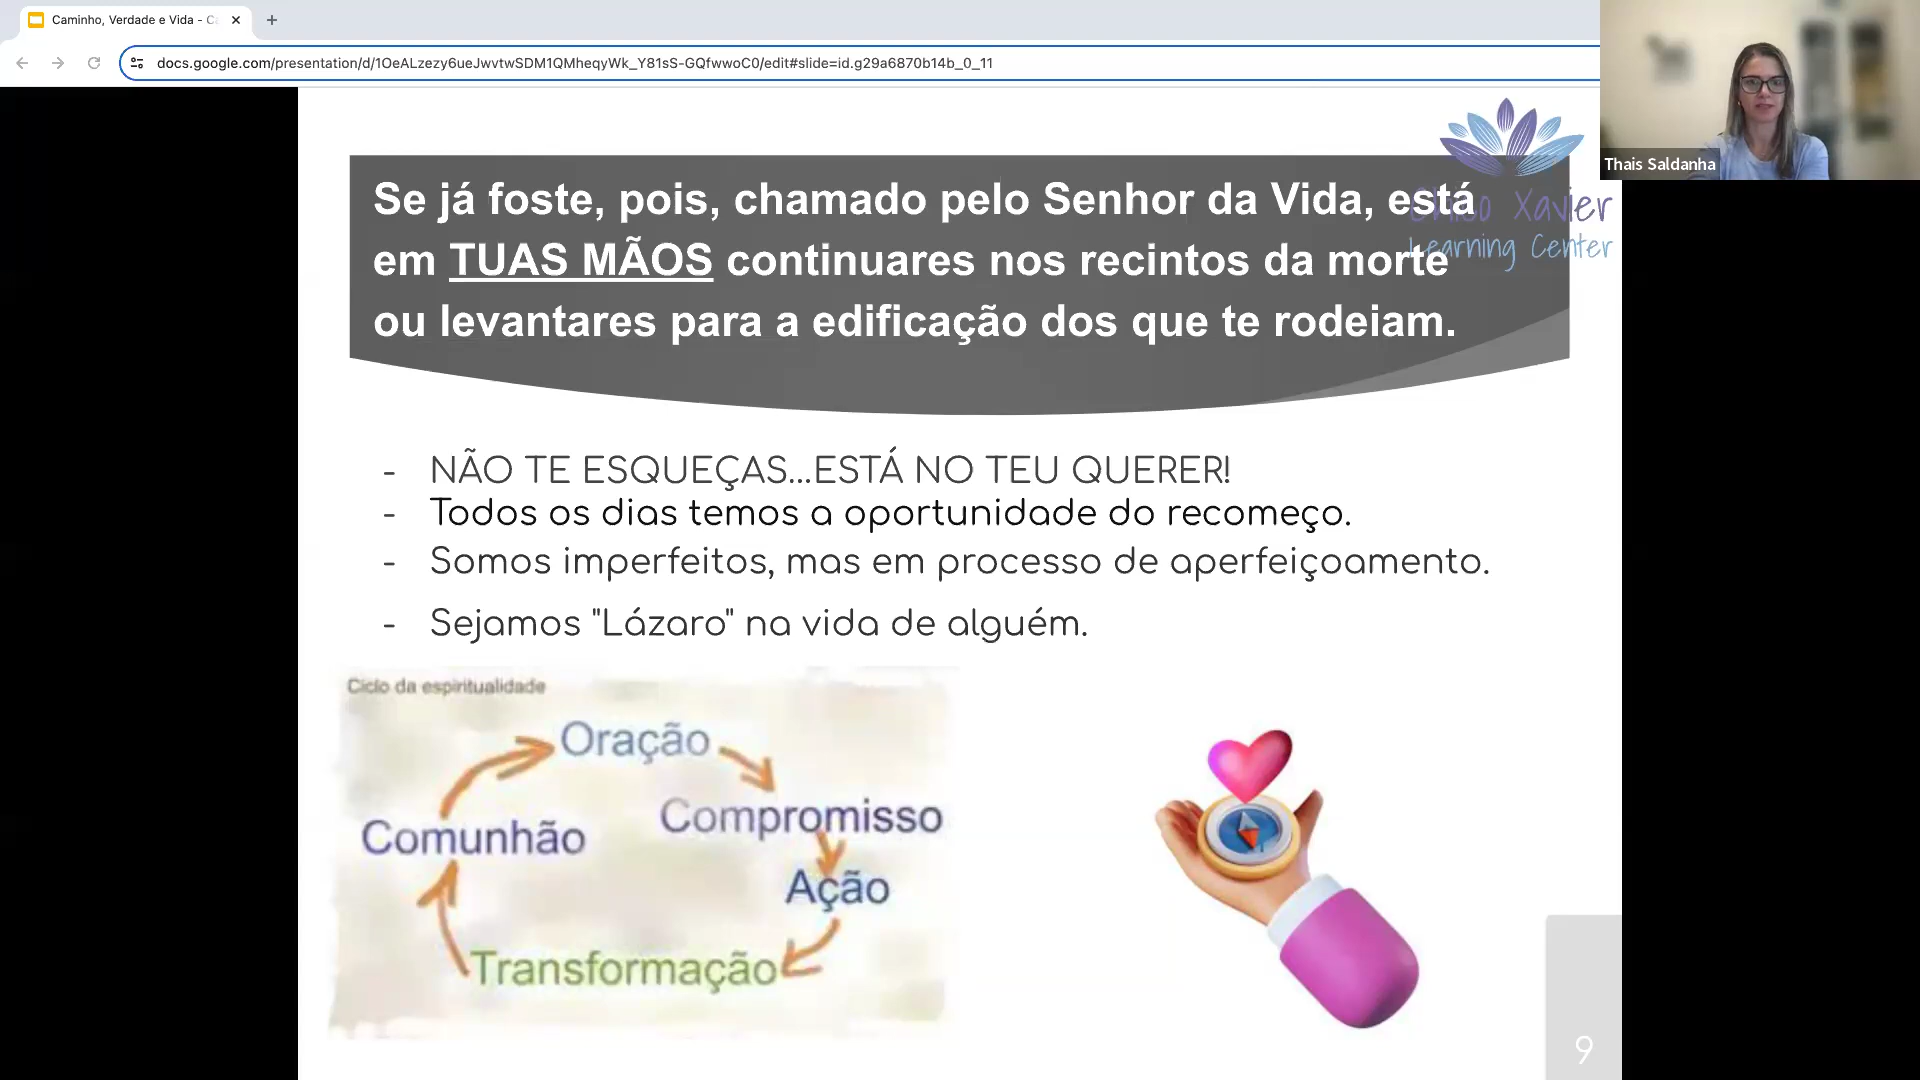 Caminho, Verdade e Vida - C
docs.google.com/presentation/d/1OeALzezy6ueJwvtwSDM1QMheqyWk_Y81sS-GQfwwoC0/edit#slide=id.g29a6870b14b_0_11
Thais Saldanha
Chico Xavier
Learning Center
Se já foste, pois, chamado pelo Senhor da Vida, está
em TUAS MÃOS continuares nos recintos da morte
ou levantares para a edificação dos que te rodeiam.
- NÃO TE ESQUEÇAS...ESTÁ NO TEU QUERER!
- Todos os dias temos a oportunidade do recomeço.
- Somos imperfeitos, mas em processo de aperfeiçoamento.
- Sejamos "Lázaro" na vida de alguém.
Ciclo da espiritualidade
Oração
Compromisso
Comunhão
Ação
Transformação
9